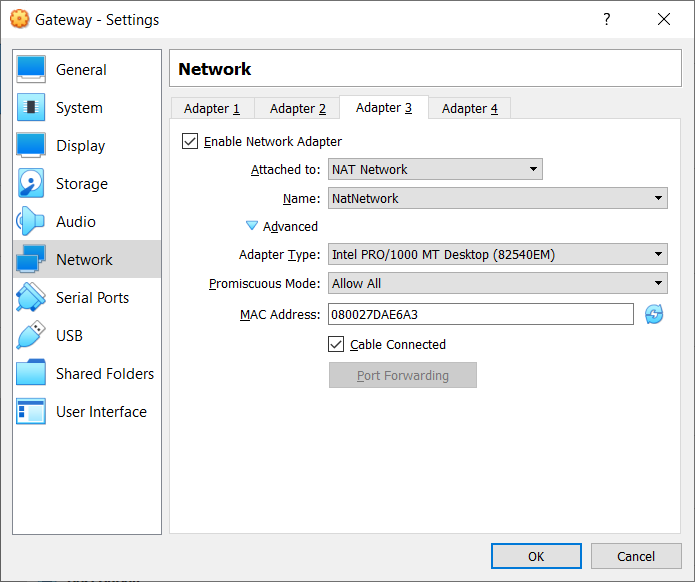 Gateway - Settings
?
General
System
Display
Storage
Audio
Network
Serial Ports
USB
Shared Folders
User Interface
Network
Adapter 1 Adapter 2 Adapter 3 Adapter 4
Enable Network Adapter
Attached to: NAT Network
Name: NatNetwork
Advanced
Adapter Type: Intel PRO/1000 MT Desktop (82540EM)
Promiscuous Mode: Allow All
MAC Address: 080027DAE6A3
Cable Connected
Port Forwarding
OK Cancel